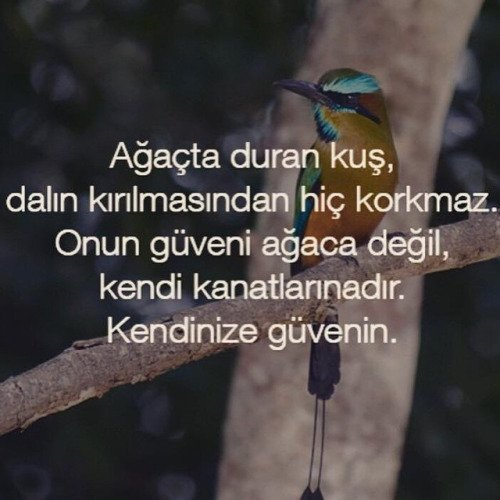 Ağaçta duran kuş,
dalın kırılmasından hiç korkmaz.
Onun güveni ağaca değil,
kendi kanatlarınadır.
Kendinize güvenin.